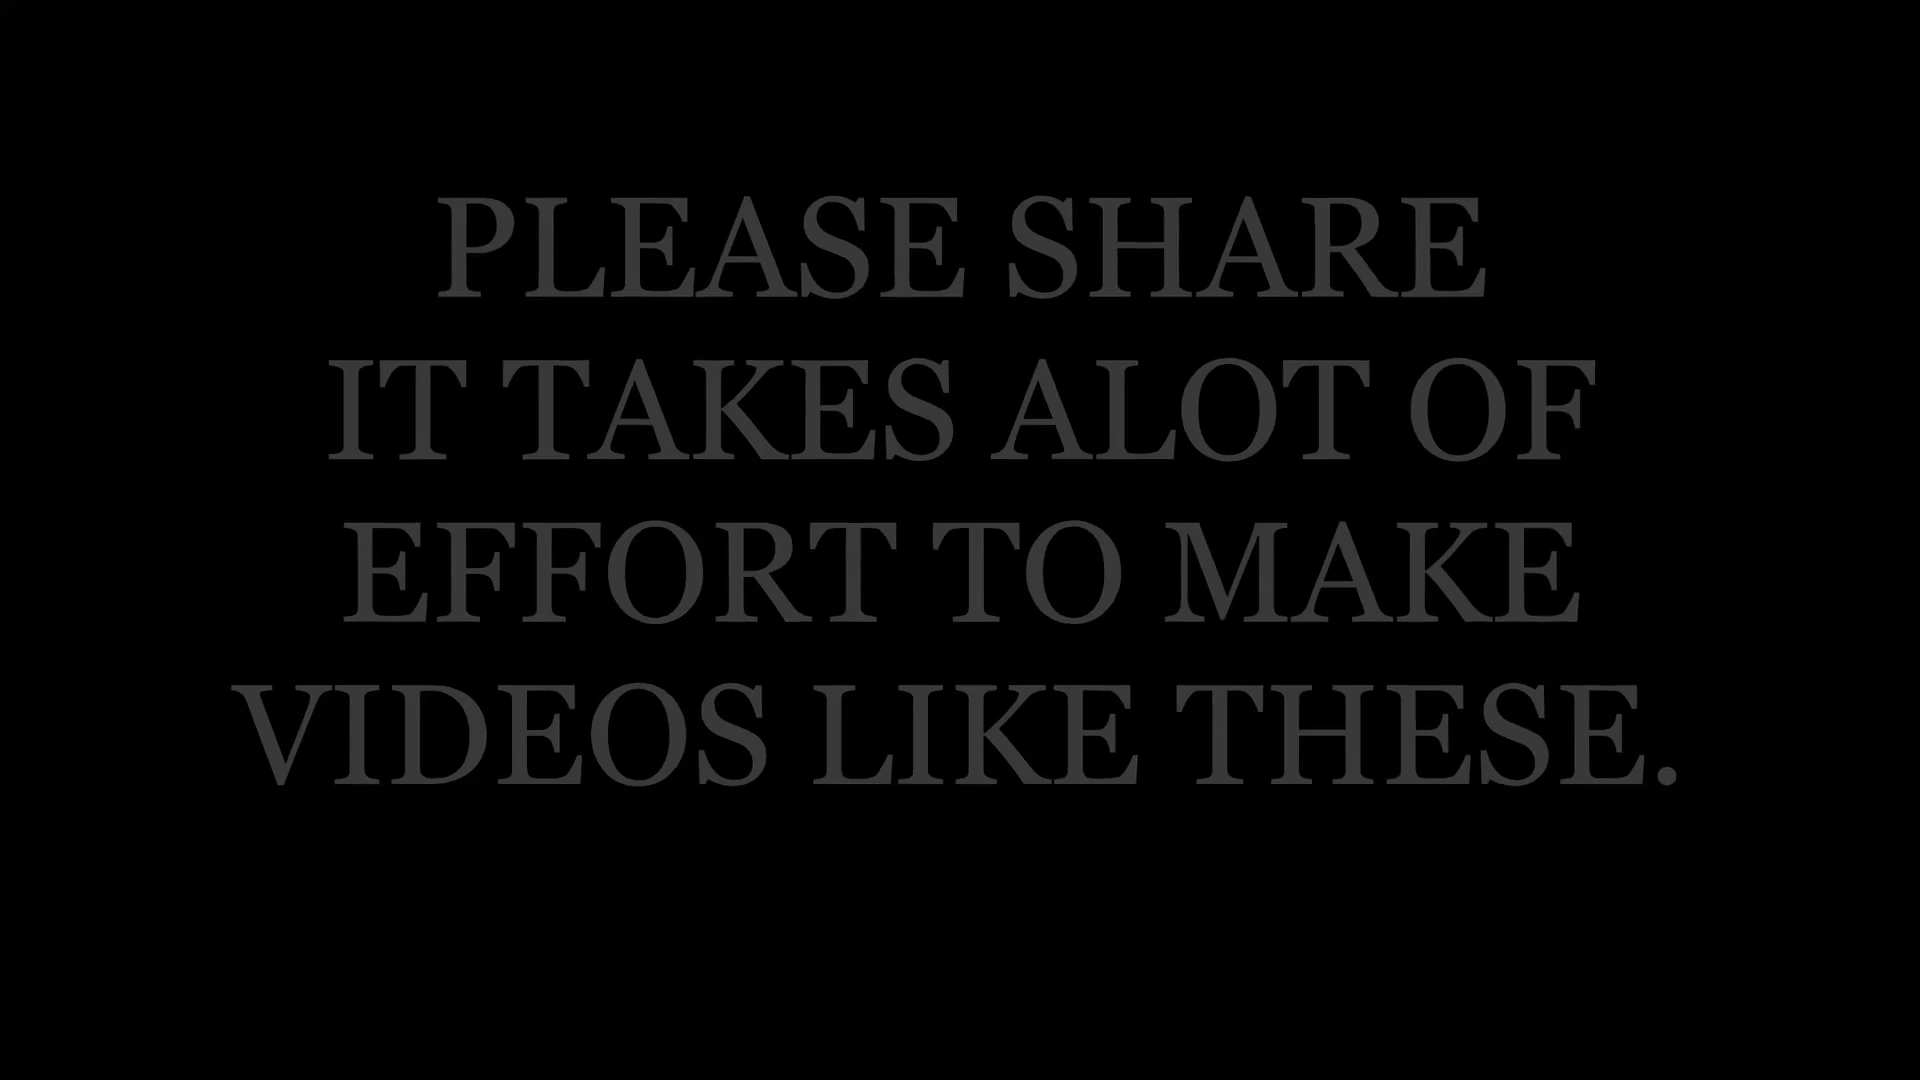 PLEASE SHARE
IT TAKES ALOT OF
EFFORT TO MAKE
VIDEOS LIKE THESE.